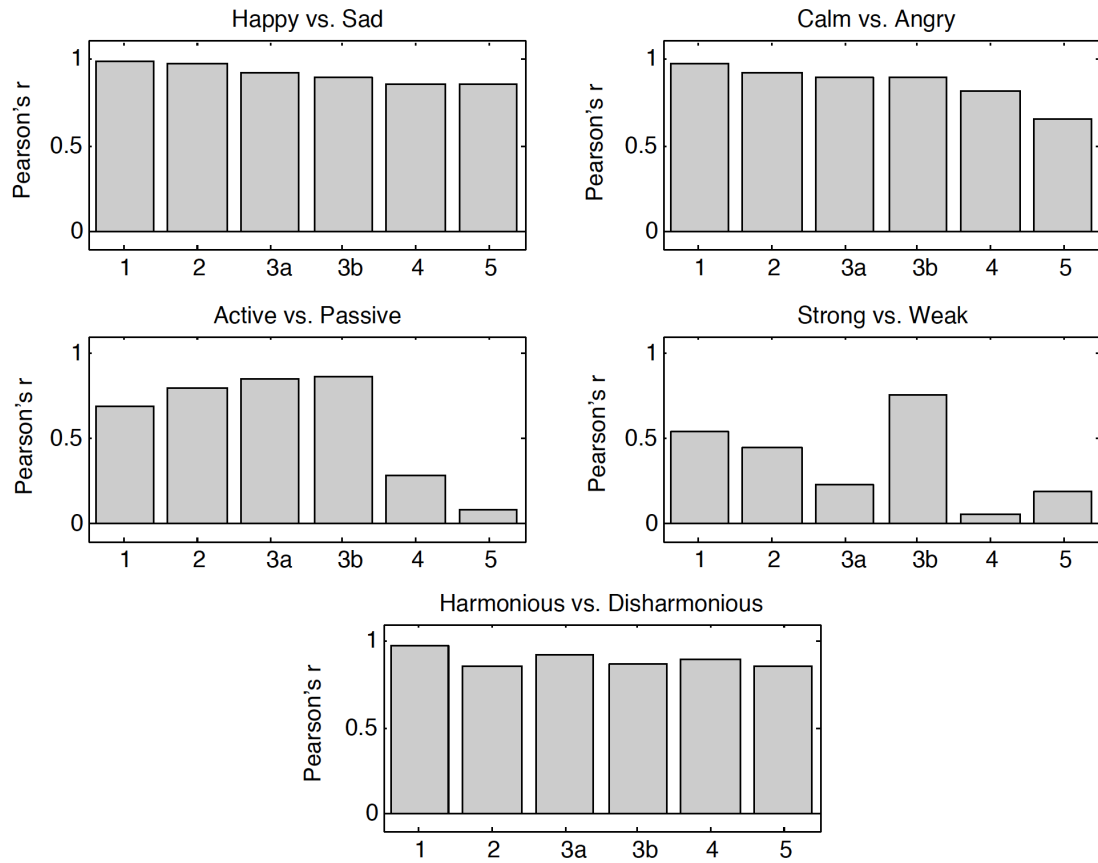 Happy vs. Sad
Pearson's r
1
0.5
0
1 2 3a 3b 4 5
Calm vs. Angry
Pearson's r
1
0.5
0
1 2 3a 3b 4 5
Active vs. Passive
Pearson's r
1
0.5
0
1 2 3a 3b 4 5
Strong vs. Weak
Pearson's r
1
0.5
0
1 2 3a 3b 4 5
Harmonious vs. Disharmonious
Pearson's r
1
0.5
0
1 2 3a 3b 4 5